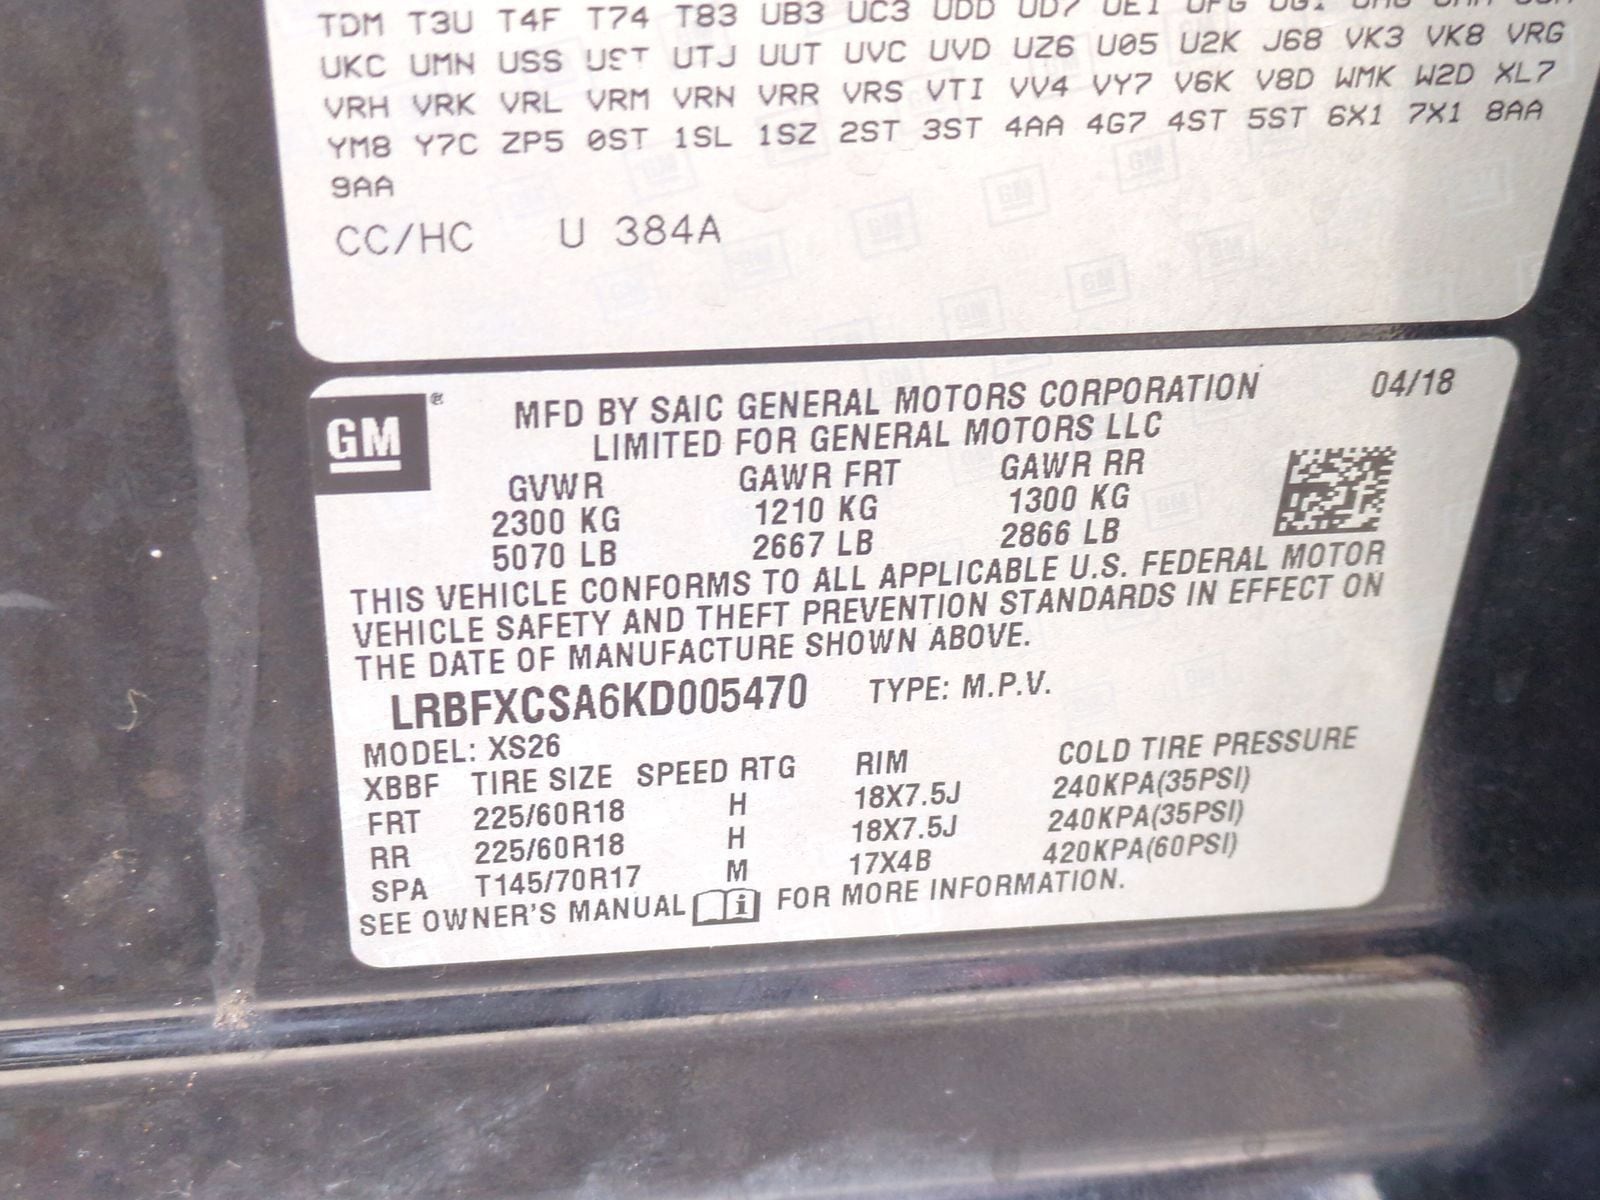 TDM T3U T4F T74 T83 UB3 UC3 UDD UD7 UE1 UFG
UKC UMN USS UST UTJ UUT UVC UVD UZ6 U05 U2K J68 VK3 VK8 VRG
VRH VRK VRL VRM VRN VRR VRS VTI VV4 VY7 V6K V8D WMK W2D XL7
YM8 Y7C ZP5 0ST 1SL 1SZ 2ST 3ST 4AA 4G7 4ST 5ST 6X1 7X1 8AA
9AA
CC/HC U 384A
GM ® MFD BY SAIC GENERAL MOTORS CORPORATION 04/18
LIMITED FOR GENERAL MOTORS LLC
GVWR GAWR FRT GAWR RR
2300 KG 1210 KG 1300 KG
5070 LB 2667 LB 2866 LB
THIS VEHICLE CONFORMS TO ALL APPLICABLE U.S. FEDERAL MOTOR
VEHICLE SAFETY AND THEFT PREVENTION STANDARDS IN EFFECT ON
THE DATE OF MANUFACTURE SHOWN ABOVE.
LRBFXCSA6KD005470 TYPE: M.P.V.
MODEL: XS26
XBBF TIRE SIZE SPEED RTG RIM COLD TIRE PRESSURE
FRT 225/60R18 H 18X7.5J 240KPA(35PSI)
RR 225/60R18 H 18X7.5J 240KPA(35PSI)
SPA T145/70R17 M 17X4B 420KPA(60PSI)
SEE OWNER'S MANUAL i FOR MORE INFORMATION.